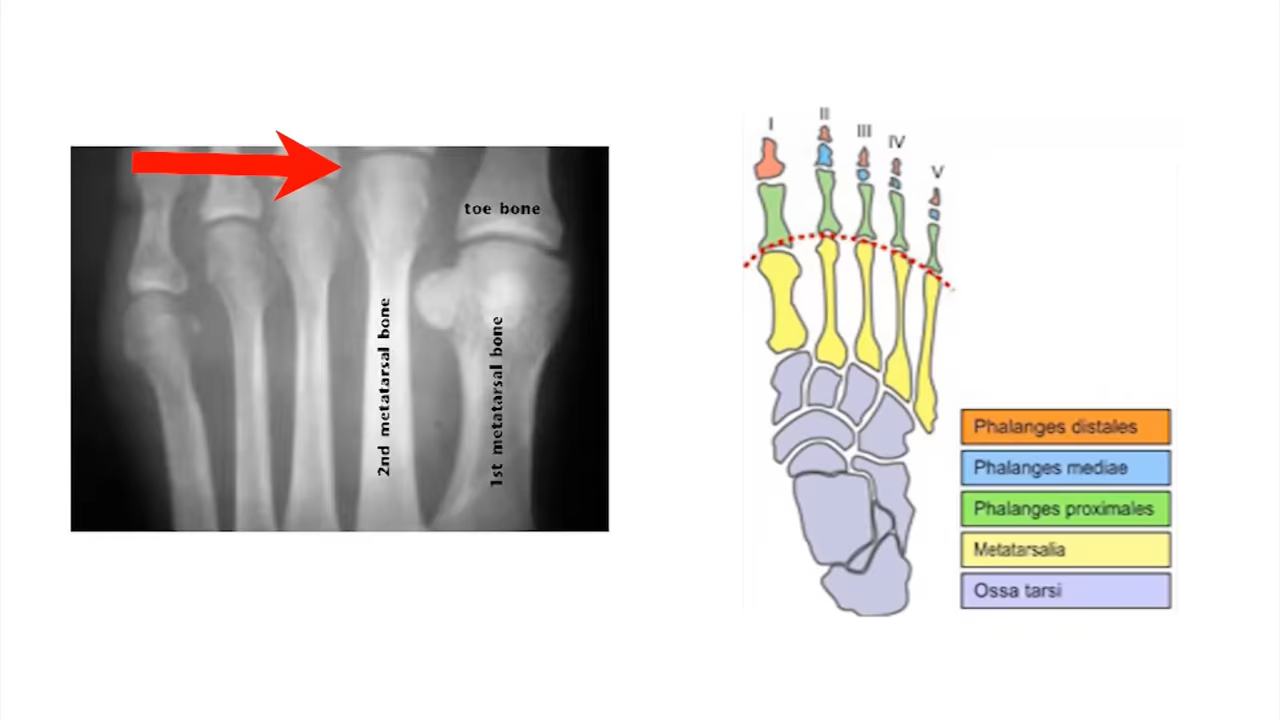 toe bone
2nd metatarsal bone
1st metatarsal bone
I
II
III
IV
V
Phalanges distales
Phalanges mediae
Phalanges proximales
Metatarsalia
Ossa tarsi